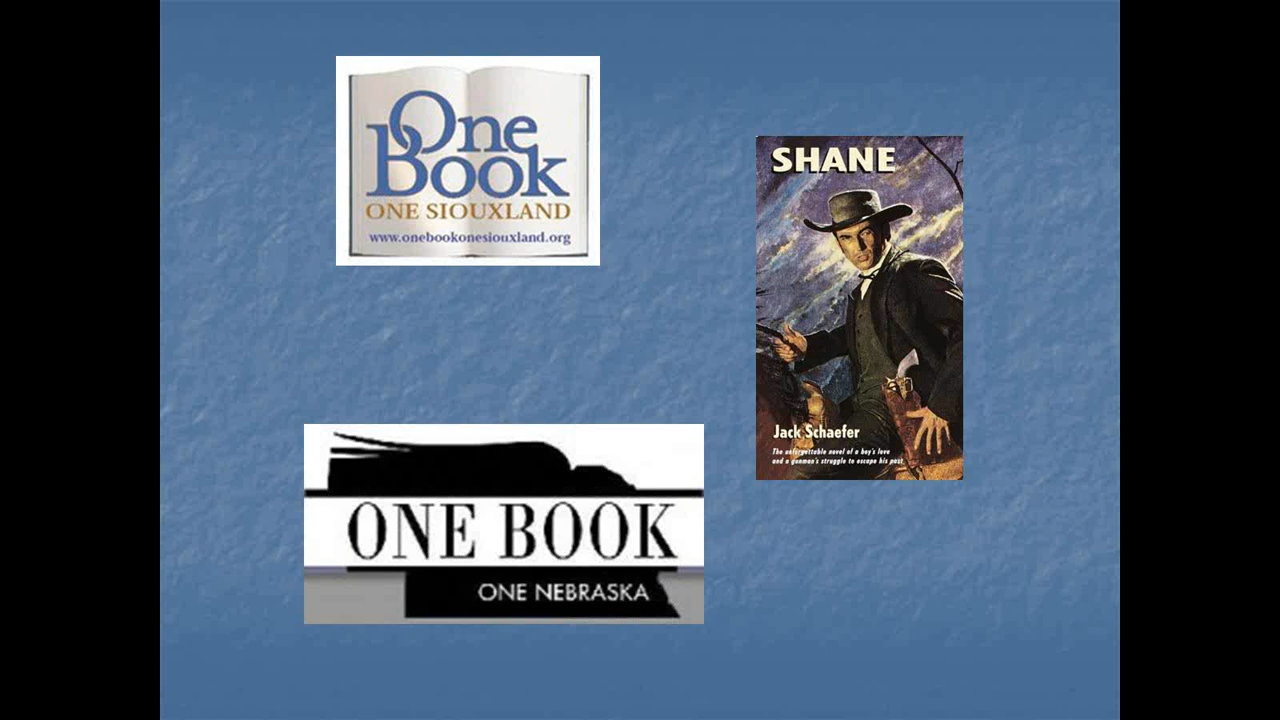 One
Book
ONE SIOUXLAND
www.onebookonesiouxland.org
SHANE
Jack Schaefer
The unforgettable novel of a boy's love
and a gunman's struggle to escape his past.
ONE BOOK
ONE NEBRASKA